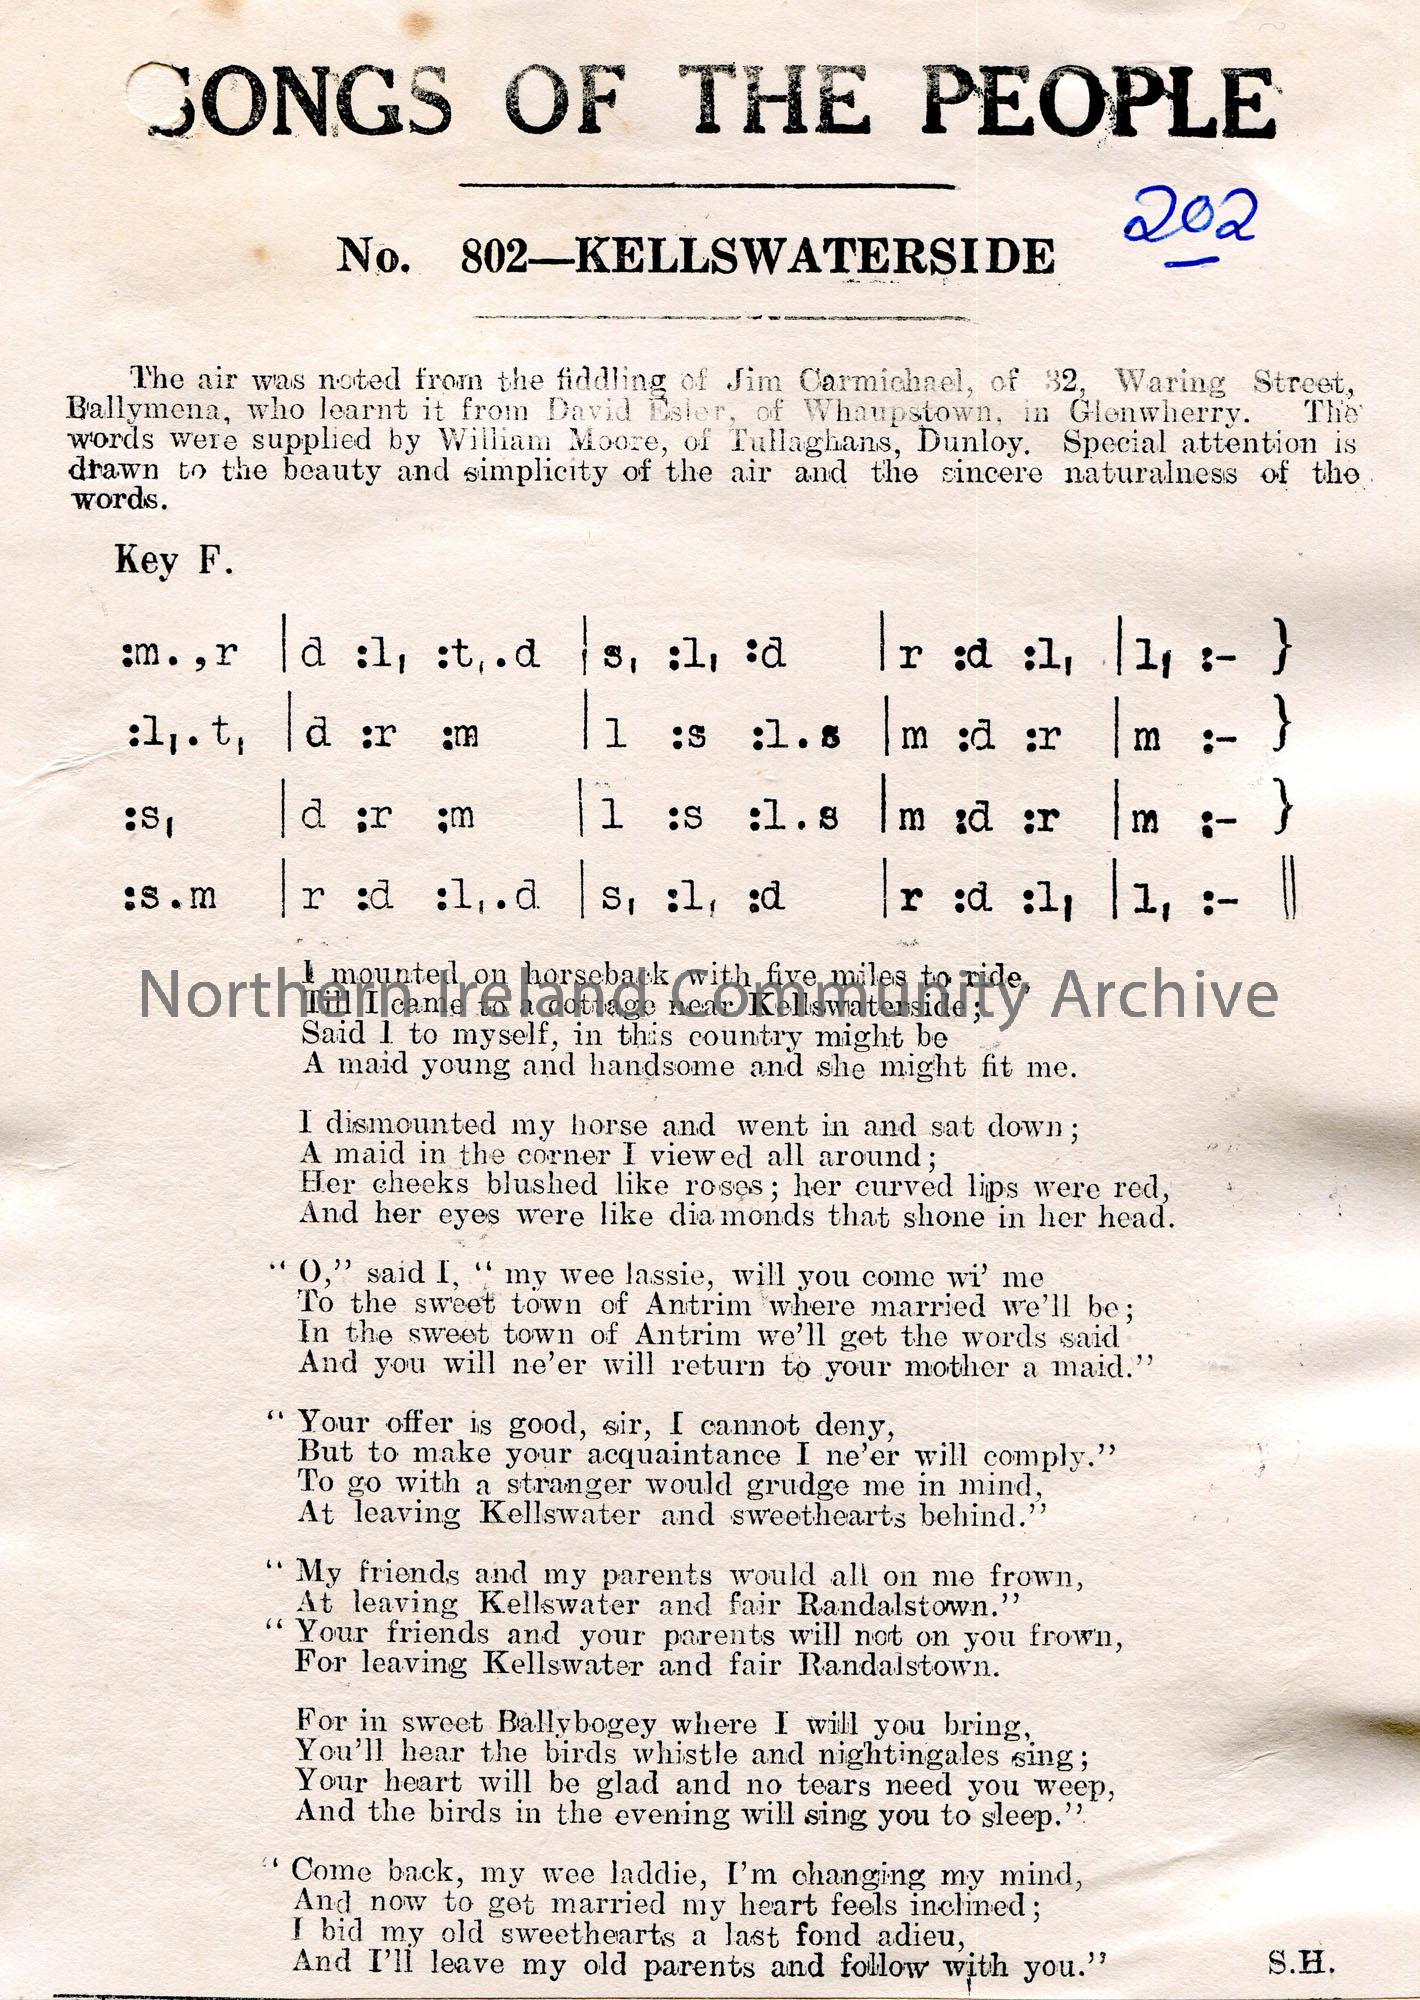 SONGS OF THE PEOPLE
202
No. 802—KELLSWATERSIDE
The air was noted from the fiddling of Jim Carmichael, of 32, Waring Street,
Ballymena, who learnt it from David Esler, of Whaupstown, in Glenwherry. The
words were supplied by William Moore, of Tullaghans, Dunloy. Special attention is
drawn to the beauty and simplicity of the air and the sincere naturalness of the
words.
Key F.
:m.,r |d :l, :t,.d |s, :l, :d |r :d :l, |l, :- }
:l,.t, |d :r :m |l :s :l.s |m :d :r |m :- }
:s, |d :r :m |l :s :l.s |m :d :r |m :- }
:s.m |r :d :l,.d |s, :l, :d |r :d :l, |l, :- ||
I mounted on horseback with five miles to ride,
Northern Ireland Community Archive
Till I came to a cottage near Kellswaterside;
Said I to myself, in this country might be
A maid young and handsome and she might fit me.
I dismounted my horse and went in and sat down;
A maid in the corner I viewed all around;
Her cheeks blushed like roses; her curved lips were red,
And her eyes were like diamonds that shone in her head.
"O," said I, "my wee lassie, will you come wi' me
To the sweet town of Antrim where married we'll be;
In the sweet town of Antrim we'll get the words said
And you will ne'er will return to your mother a maid."
"Your offer is good, sir, I cannot deny,
But to make your acquaintance I ne'er will comply."
To go with a stranger would grudge me in mind,
At leaving Kellswater and sweethearts behind."
"My friends and my parents would all on me frown,
At leaving Kellswater and fair Randalstown."
"Your friends and your parents will not on you frown,
For leaving Kellswater and fair Randalstown.
For in sweet Ballybogey where I will you bring,
You'll hear the birds whistle and nightingales sing;
Your heart will be glad and no tears need you weep,
And the birds in the evening will sing you to sleep."
"Come back, my wee laddie, I'm changing my mind,
And now to get married my heart feels inclined;
I bid my old sweethearts a last fond adieu,
And I'll leave my old parents and follow with you." S.H.